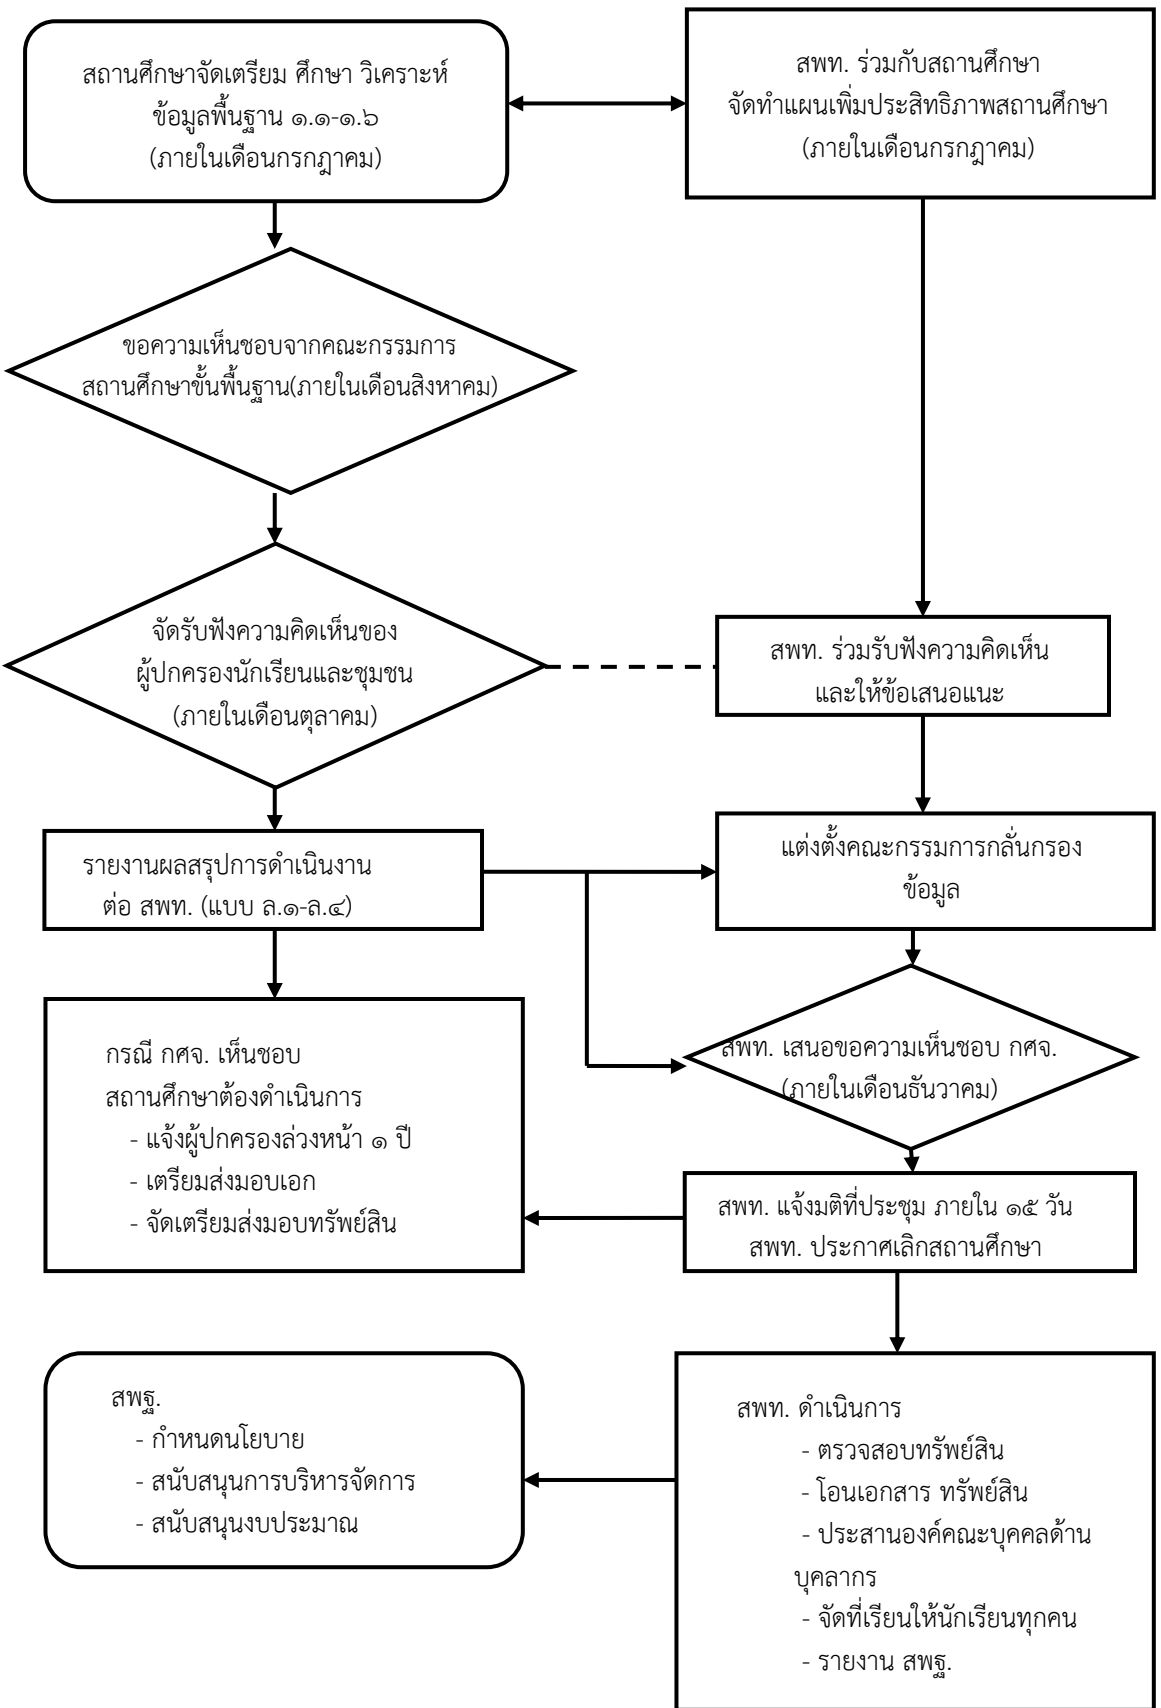 สถานศึกษาจัดเตรียม ศึกษา วิเคราะห์
ข้อมูลพื้นฐาน ๑.๑-๑.๖
(ภายในเดือนกรกฎาคม)
สพท. ร่วมกับสถานศึกษา
จัดทำแผนเพิ่มประสิทธิภาพสถานศึกษา
(ภายในเดือนกรกฎาคม)
ขอความเห็นชอบจากคณะกรรมการ
สถานศึกษาขั้นพื้นฐาน(ภายในเดือนสิงหาคม)
จัดรับฟังความคิดเห็นของ
ผู้ปกครองนักเรียนและชุมชน
(ภายในเดือนตุลาคม)
สพท. ร่วมรับฟังความคิดเห็น
และให้ข้อเสนอแนะ
รายงานผลสรุปการดำเนินงาน
ต่อ สพท. (แบบ ล.๑-ล.๔)
แต่งตั้งคณะกรรมการกลั่นกรอง
ข้อมูล
สพท. เสนอขอความเห็นชอบ กศจ.
(ภายในเดือนธันวาคม)
กรณี กศจ. เห็นชอบ
สถานศึกษาต้องดำเนินการ
- แจ้งผู้ปกครองล่วงหน้า ๑ ปี
- เตรียมส่งมอบเอก
- จัดเตรียมส่งมอบทรัพย์สิน
สพท. แจ้งมติที่ประชุม ภายใน ๑๕ วัน
สพท. ประกาศเลิกสถานศึกษา
สพฐ.
- กำหนดนโยบาย
- สนับสนุนการบริหารจัดการ
- สนับสนุนงบประมาณ
สพท. ดำเนินการ
- ตรวจสอบทรัพย์สิน
- โอนเอกสาร ทรัพย์สิน
- ประสานองค์คณะบุคคลด้าน
บุคลากร
- จัดที่เรียนให้นักเรียนทุกคน
- รายงาน สพฐ.